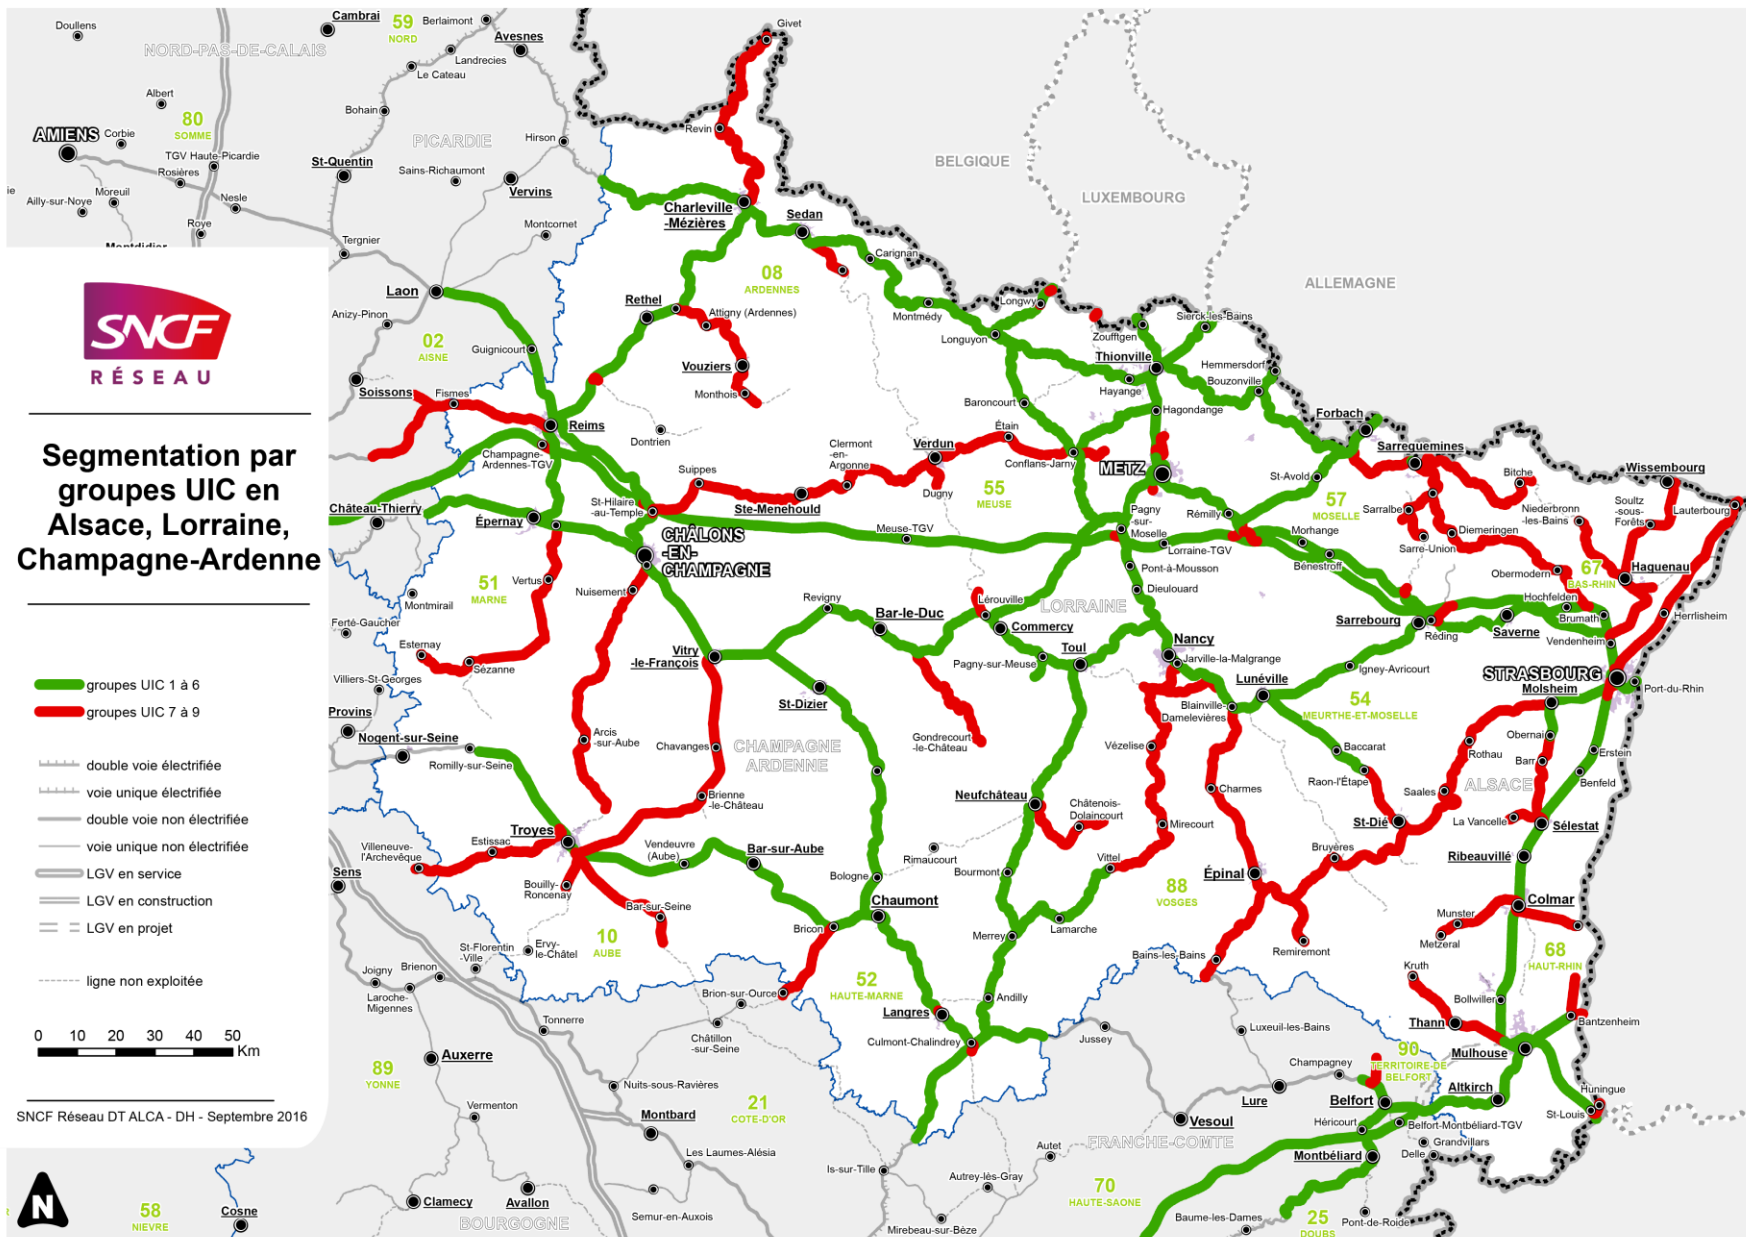 Doullens
Cambrai
59
NORD
Berlaimont
Avesnes
Givet
NORD-PAS-DE-CALAIS
Landrecies
Le Cateau
Albert
Bohain
80
SOMME
AMIENS
Corbie
PICARDIE
Hirson
Revin
TGV Haute-Picardie
St-Quentin
Rosières
Sains-Richaumont
Vervins
BELGIQUE
LUXEMBOURG
Moreuil
Ailly-sur-Noye
Nesle
Roye
Charleville
-Mézières
Sedan
Montcornet
Tergnier
Montdidier
Carignan
08
ARDENNES
ALLEMAGNE
Laon
Rethel
Attigny (Ardennes)
Longwy
Montmédy
Anizy-Pinon
Zoufftgen
Sierck-les-Bains
02
AISNE
Guignicourt
Longuyon
Thionville
Vouziers
Hemmersdorf
Hayange
Bouzonville
Soissons
Fismes
Monthois
Baroncourt
Hagondange
Forbach
Reims
Dontrien
Étain
Verdun
Clermont
-en-
Argonne
Champagne-
Ardennes-TGV
Conflans-Jarny
METZ
Sarreguemines
Bitche
Wissembourg
Suippes
St-Avold
Dugny
55
MEUSE
57
MOSELLE
Château-Thierry
St-Hilaire
-au-Temple
Ste-Menehould
Épernay
Pagny
-sur-
Moselle
Rémilly
Sarralbe
Niederbronn
-les-Bains
Soultz
-sous-
Forêts
Lauterbourg
Meuse-TGV
Morhange
Diemeringen
CHÂLONS
-EN-
CHAMPAGNE
Lorraine-TGV
Sarre-Union
Bénestroff
Pont-à-Mousson
Obermodern
67
BAS-RHIN
Haguenau
51
MARNE
Vertus
Nuisement
Dieulouard
Montmirail
Revigny
Lérouville
LORRAINE
Hochfelden
Bar-le-Duc
Commercy
Ferté-Gaucher
Sarrebourg
Réding
Saverne
Brumath
Herrlisheim
Esternay
Sézanne
Vitry
-le-François
Pagny-sur-Meuse
Toul
Nancy
Jarville-la-Malgrange
Igney-Avricourt
Vendenheim
STRASBOURG
Villiers-St-Georges
Lunéville
Molsheim
Port-du-Rhin
St-Dizier
54
MEURTHE-ET-MOSELLE
Blainville-
Damelevières
Provins
Nogent-sur-Seine
Romilly-sur-Seine
Arcis
-sur-Aube
Chavanges
CHAMPAGNE
ARDENNE
Gondrecourt
-le-Château
Vézelise
Baccarat
Obernai
Rothau
Barr
Erstein
Raon-l'Étape
Benfeld
Saales
ALSACE
Brienne
-le-Château
Neufchâteau
Châtenois-
Dolaincourt
Charmes
Troyes
Mirecourt
St-Dié
La Vancelle
Sélestat
Estissac
Villeneuve-
l'Archevêque
Vendeuvre
(Aube)
Bar-sur-Aube
Rimaucourt
Bruyères
Ribeauvillé
Sens
Bouilly-
Roncenay
Bologne
Bourmont
Vittel
88
VOSGES
Épinal
Bar-sur-Seine
Chaumont
Colmar
Munster
Metzeral
10
AUBE
Bricon
Lamarche
Merrey
St-Florentin
-Ville
Ervy-
le-Châtel
Bains-les-Bains
Remiremont
68
HAUT-RHIN
Joigny
Brienon
Kruth
Laroche-
Migennes
52
HAUTE-MARNE
Brion-sur-Ource
Andilly
Bollwiller
Langres
Thann
Bantzenheim
Tonnerre
Châtillon
-sur-Seine
Culmont-Chalindrey
Jussey
Luxeuil-les-Bains
Auxerre
89
YONNE
Champagney
90
TERRITOIRE-DE-
BELFORT
Mulhouse
Nuits-sous-Ravières
Altkirch
Huningue
21
COTE-D'OR
Lure
Belfort
Vermenton
Montbard
Vesoul
Héricourt
Belfort-Montbéliard-TGV
St-Louis
Autet
FRANCHE-COMTE
Grandvillars
Les Laumes-Alésia
Montbéliard
Delle
Is-sur-Tille
Autrey-lès-Gray
70
HAUTE-SAONE
Clamecy
Avallon
BOURGOGNE
Semur-en-Auxois
Mirebeau-sur-Bèze
Baume-les-Dames
25
DOUBS
Pont-de-Roide
58
NIEVRE
Cosne
SNCF
RÉSEAU
Segmentation par
groupes UIC en
Alsace, Lorraine,
Champagne-Ardenne
groupes UIC 1 à 6
groupes UIC 7 à 9
double voie électrifiée
voie unique électrifiée
double voie non électrifiée
voie unique non électrifiée
LGV en service
LGV en construction
LGV en projet
ligne non exploitée
0 10 20 30 40 50 Km
SNCF Réseau DT ALCA - DH - Septembre 2016
N